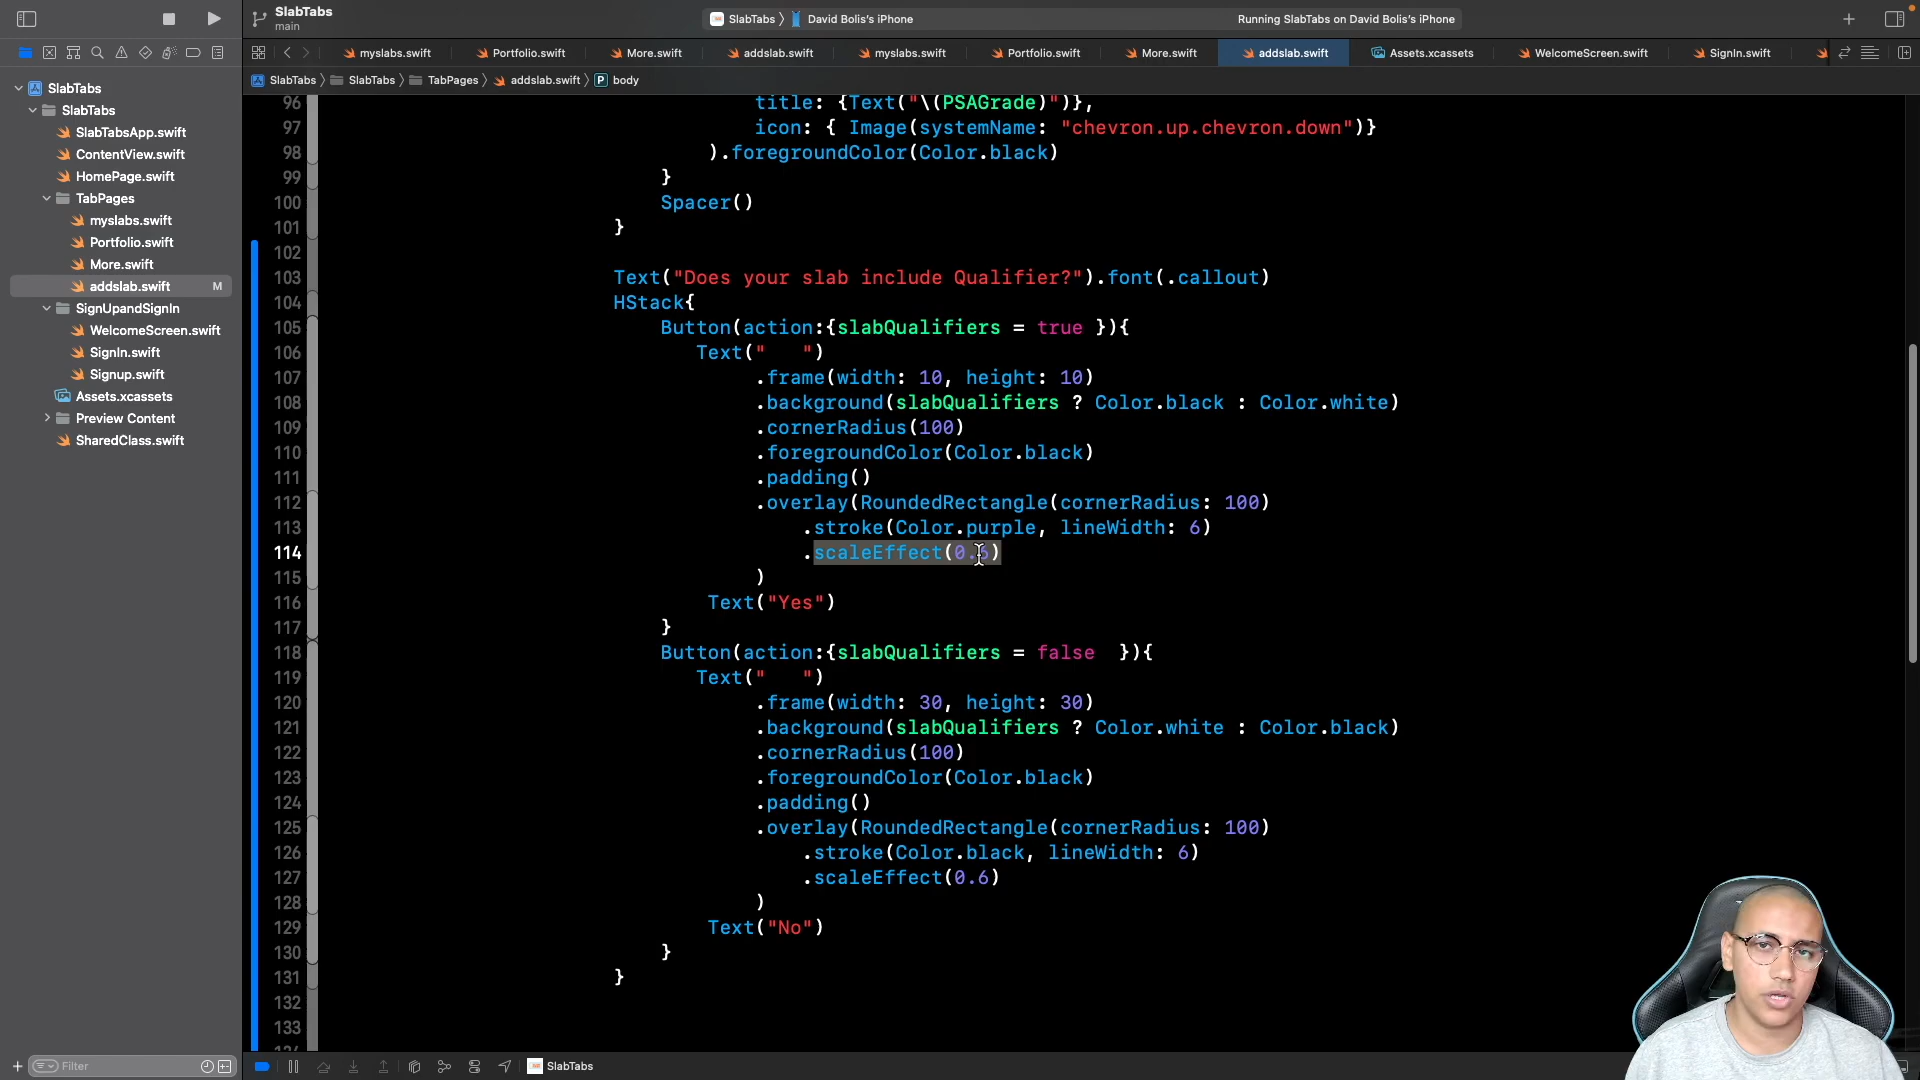 SlabTabs
main
SlabTabs 〉 David Bolis's iPhone
Running SlabTabs on David Bolis's iPhone
myslabs.swift
Portfolio.swift
More.swift
addslab.swift
myslabs.swift
Portfolio.swift
More.swift
addslab.swift
Assets.xcassets
WelcomeScreen.swift
SignIn.swift
SlabTabs 〉 SlabTabs 〉 TabPages 〉 addslab.swift 〉 P body
SlabTabs
SlabTabs
SlabTabsApp.swift
ContentView.swift
HomePage.swift
TabPages
myslabs.swift
Portfolio.swift
More.swift
addslab.swift M
SignUpandSignIn
WelcomeScreen.swift
SignIn.swift
Signup.swift
Assets.xcassets
Preview Content
SharedClass.swift
Filter
96 title: {Text("\(PSAGrade)")},
97 icon: { Image(systemName: "chevron.up.chevron.down")}
98 ).foregroundColor(Color.black)
99 }
100 Spacer()
101 }
102
103 Text("Does your slab include Qualifier?").font(.callout)
104 HStack{
105 Button(action:{slabQualifiers = true }){
106 Text("   ")
107 .frame(width: 10, height: 10)
108 .background(slabQualifiers ? Color.black : Color.white)
109 .cornerRadius(100)
110 .foregroundColor(Color.black)
111 .padding()
112 .overlay(RoundedRectangle(cornerRadius: 100)
113 .stroke(Color.purple, lineWidth: 6)
114 .scaleEffect(0.6)
115 )
116 Text("Yes")
117 }
118 Button(action:{slabQualifiers = false  }){
119 Text("   ")
120 .frame(width: 30, height: 30)
121 .background(slabQualifiers ? Color.white : Color.black)
122 .cornerRadius(100)
123 .foregroundColor(Color.black)
124 .padding()
125 .overlay(RoundedRectangle(cornerRadius: 100)
126 .stroke(Color.black, lineWidth: 6)
127 .scaleEffect(0.6)
128 )
129 Text("No")
130 }
131 }
132
133
SlabTabs